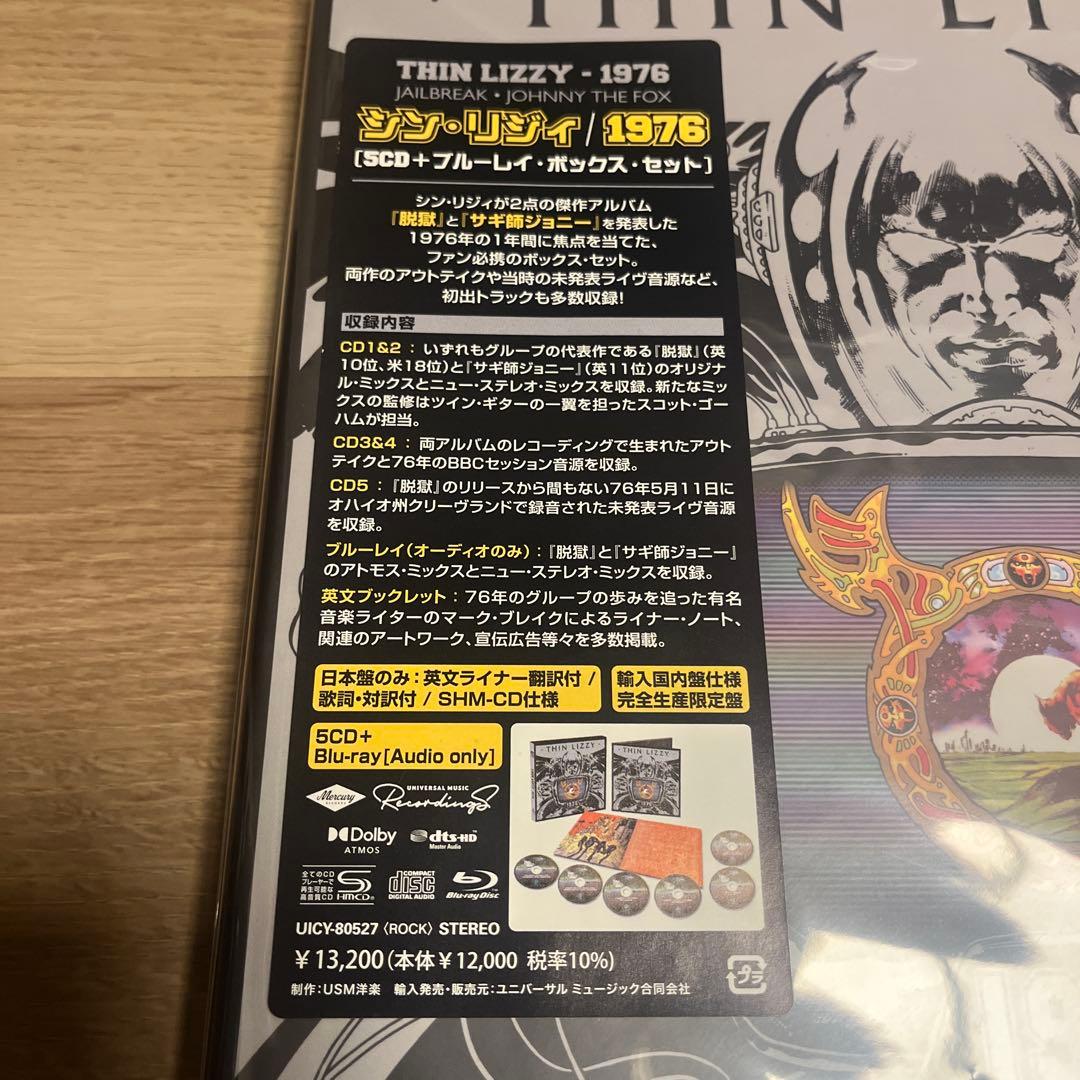 THIN LI
THIN LIZZY - 1976
JAILBREAK・JOHNNY THE FOX
シン・リジィ/1976
[5CD+ブルーレイ・ボックス・セット]
シン・リジィが2点の傑作アルバム
『脱獄』と『サギ師ジョニー』を発表した
1976年の1年間に焦点を当てた、
ファン必携のボックス・セット。
両作のアウトテイクや当時の未発表ライヴ音源など、
初出トラックも多数収録!
収録内容
CD1&2 : いずれもグループの代表作である『脱獄』(英
10位、米18位)と『サギ師ジョニー』(英11位)のオリジナ
ル・ミックスとニュー・ステレオ・ミックスを収録。新たなミッ
クスの監修はツイン・ギターの一翼を担ったスコット・ゴー
ハムが担当。
CD3&4 : 両アルバムのレコーディングで生まれたアウト
テイクと76年のBBCセッション音源を収録。
CD5 : 『脱獄』のリリースから間もない76年5月11日に
オハイオ州クリーヴランドで録音された未発表ライヴ音源
を収録。
ブルーレイ(オーディオのみ) : 『脱獄』と『サギ師ジョニー』
のアトモス・ミックスとニュー・ステレオ・ミックスを収録。
英文ブックレット : 76年のグループの歩みを追った有名
音楽ライターのマーク・ブレイクによるライナー・ノート、
関連のアートワーク、宣伝広告等々を多数掲載。
日本盤のみ:英文ライナー翻訳付 /
歌詞・対訳付 / SHM-CD仕様
輸入国内盤仕様
完全生産限定盤
5CD+
Blu-ray[Audio only]
THIN LIZZY
THIN LIZZY
1976
1976
Mercury
RECORDS
UNIVERSAL MUSIC
Recordings
Dolby
ATMOS
dts-HD
Master Audio
全てのCD
プレーヤーで
再生可能な
高音質CD
SHM-CD
COMPACT
disc
DIGITAL AUDIO
Blu-ray Disc
UICY-80527 〈ROCK〉 STEREO
¥13,200(本体¥12,000 税率10%)
制作:USM洋楽 輸入発売・販売元:ユニバーサル ミュージック合同会社
プラ